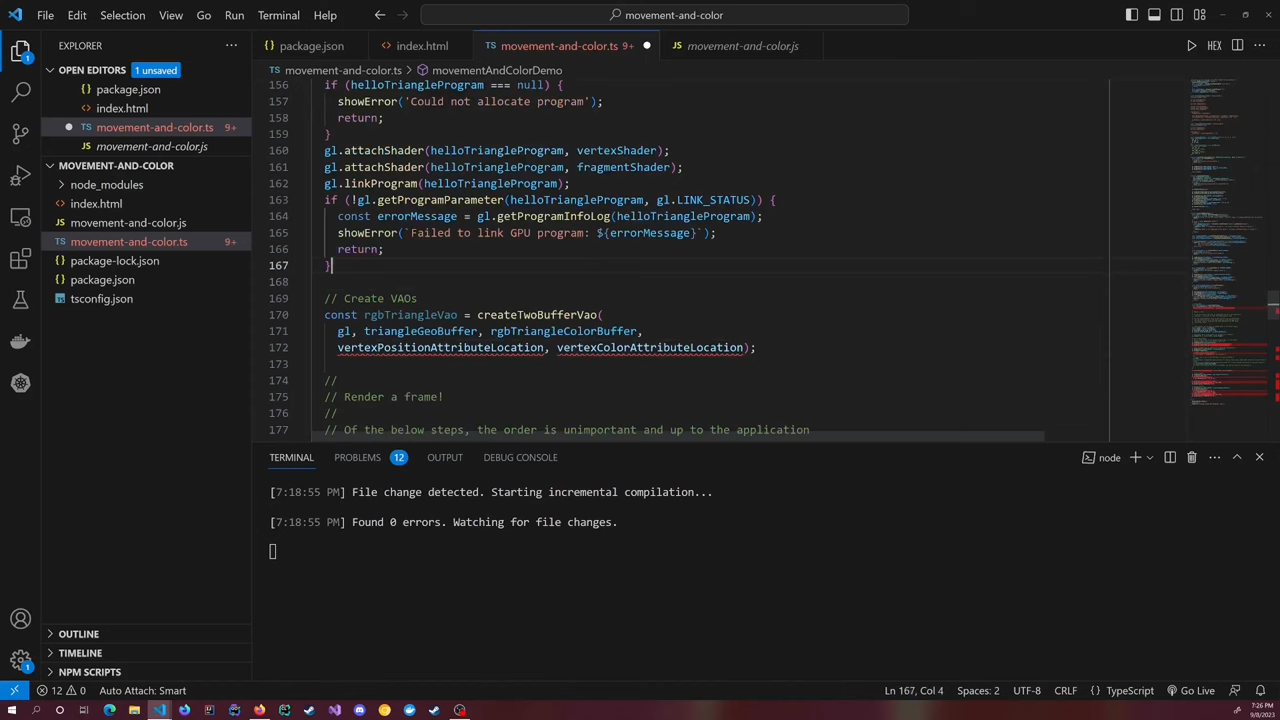 File Edit Selection View Go Run Terminal Help
movement-and-color
EXPLORER
package.json
index.html
movement-and-color.ts 9+
movement-and-color.js
HEX
OPEN EDITORS 1 unsaved
package.json
index.html
movement-and-color.ts 9+
movement-and-color.js
MOVEMENT-AND-COLOR
node_modules
index.html
movement-and-color.js
movement-and-color.ts 9+
package-lock.json
package.json
tsconfig.json
OUTLINE
TIMELINE
NPM SCRIPTS
movement-and-color.ts > movementAndColorDemo
156 if (helloTriangleProgram === null) {
157 showError('Could not allocate program');
158 return;
159 }
160 gl.attachShader(helloTriangleProgram, vertexShader);
161 gl.attachShader(helloTriangleProgram, fragmentShader);
162 gl.linkProgram(helloTriangleProgram);
163 if (!gl.getProgramParameter(helloTriangleProgram, gl.LINK_STATUS)) {
164 const errorMessage = gl.getProgramInfoLog(helloTriangleProgram);
165 showError(`Failed to link GPU program: ${errorMessage}`);
166 return;
167 }
168
169 // Create VAOs
170 const rgbTriangleVao = createTwoBufferVao(
171 gl, triangleGeoBuffer, rgbTriangleColorBuffer,
172 vertexPositionAttributeLocation, vertexColorAttributeLocation);
173
174
175 // Render a frame!
176
177 // Of the below steps, the order is unimportant and up to the application
TERMINAL PROBLEMS 12 OUTPUT DEBUG CONSOLE
node
[7:18:55 PM] File change detected. Starting incremental compilation...
[7:18:55 PM] Found 0 errors. Watching for file changes.
12 0 Auto Attach: Smart
Ln 167, Col 4 Spaces: 2 UTF-8 CRLF {} TypeScript Go Live
7:26 PM
9/8/2023